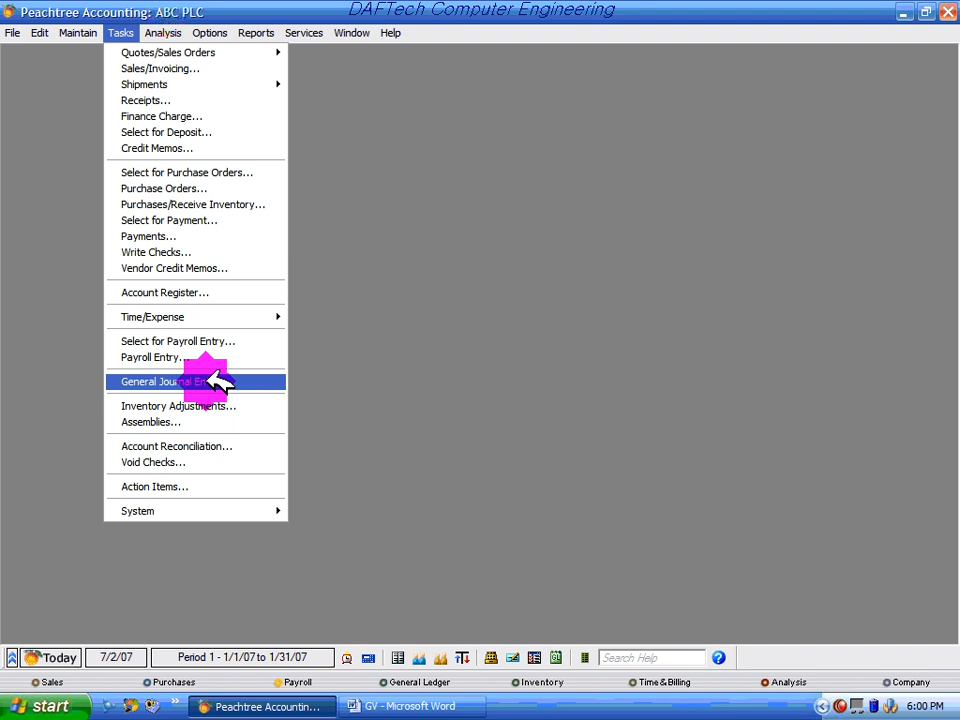 Peachtree Accounting: ABC PLC
DAFTech Computer Engineering
File Edit Maintain Tasks Analysis Options Reports Services Window Help
Quotes/Sales Orders
Sales/Invoicing...
Shipments
Receipts...
Finance Charge...
Select for Deposit...
Credit Memos...
Select for Purchase Orders...
Purchase Orders...
Purchases/Receive Inventory...
Select for Payment...
Payments...
Write Checks...
Vendor Credit Memos...
Account Register...
Time/Expense
Select for Payroll Entry...
Payroll Entry...
General Journal
Inventory Adjustments...
Assemblies...
Account Reconciliation...
Void Checks...
Action Items...
System
Today 7/2/07 Period 1 - 1/1/07 to 1/31/07 Search Help
Sales Purchases Payroll General Ledger Inventory Time & Billing Analysis Company
start Peachtree Accountin... GV - Microsoft Word 6:00 PM